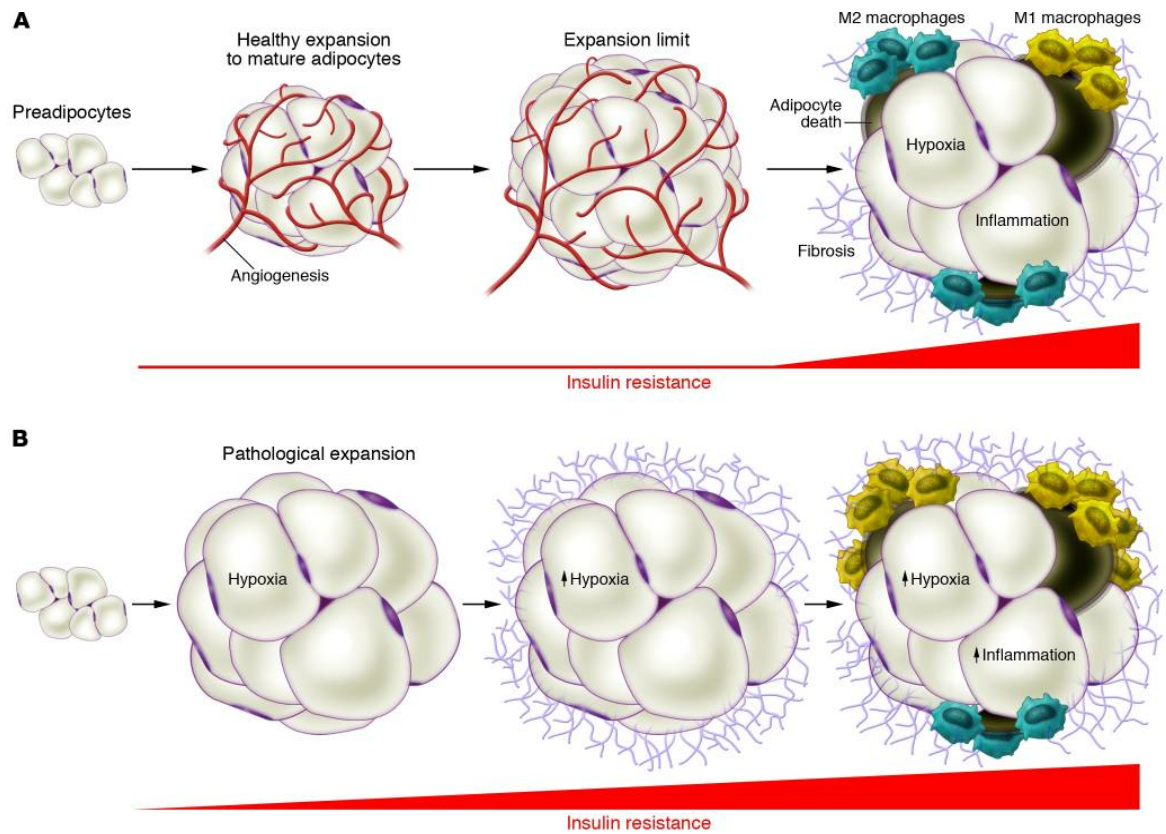 A
M2 macrophages
M1 macrophages
Healthy expansion
to mature adipocytes
Expansion limit
Preadipocytes
Adipocyte
death
Hypoxia
Inflammation
Fibrosis
Angiogenesis
Insulin resistance
B
Pathological expansion
Hypoxia
↑Hypoxia
↑Hypoxia
↑Inflammation
Insulin resistance